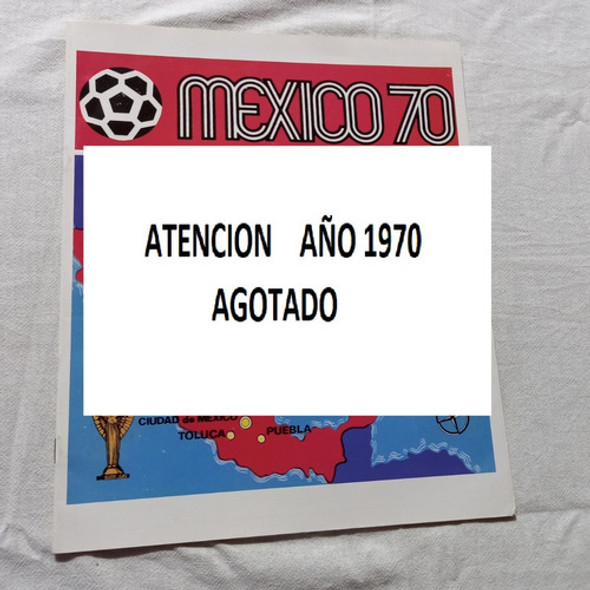 MEXICO 70
ATENCION AÑO 1970
AGOTADO
CIUDAD de MEXICO
TOLUCA
PUEBLA